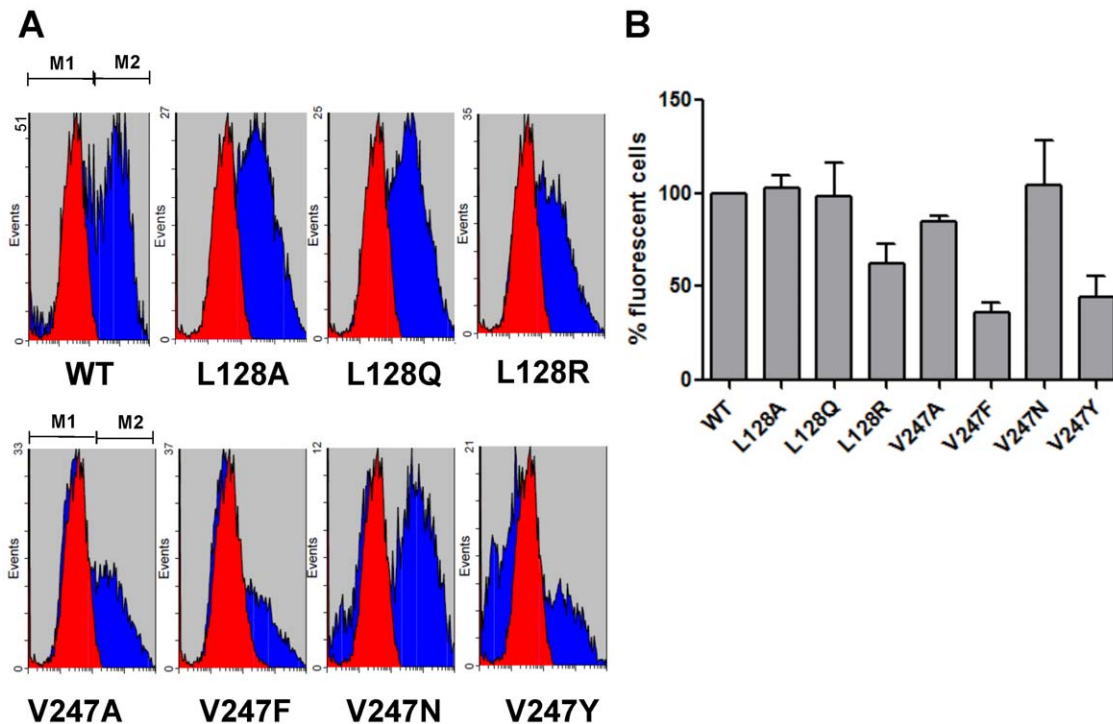 A
M1 M2
51
Events
0
WT
27
Events
0
L128A
25
Events
0
L128Q
35
Events
0
L128R
M1 M2
33
Events
0
V247A
37
Events
0
V247F
12
Events
0
V247N
21
Events
0
V247Y
B
% fluorescent cells
150
100
50
0
WT
L128A
L128Q
L128R
V247A
V247F
V247N
V247Y